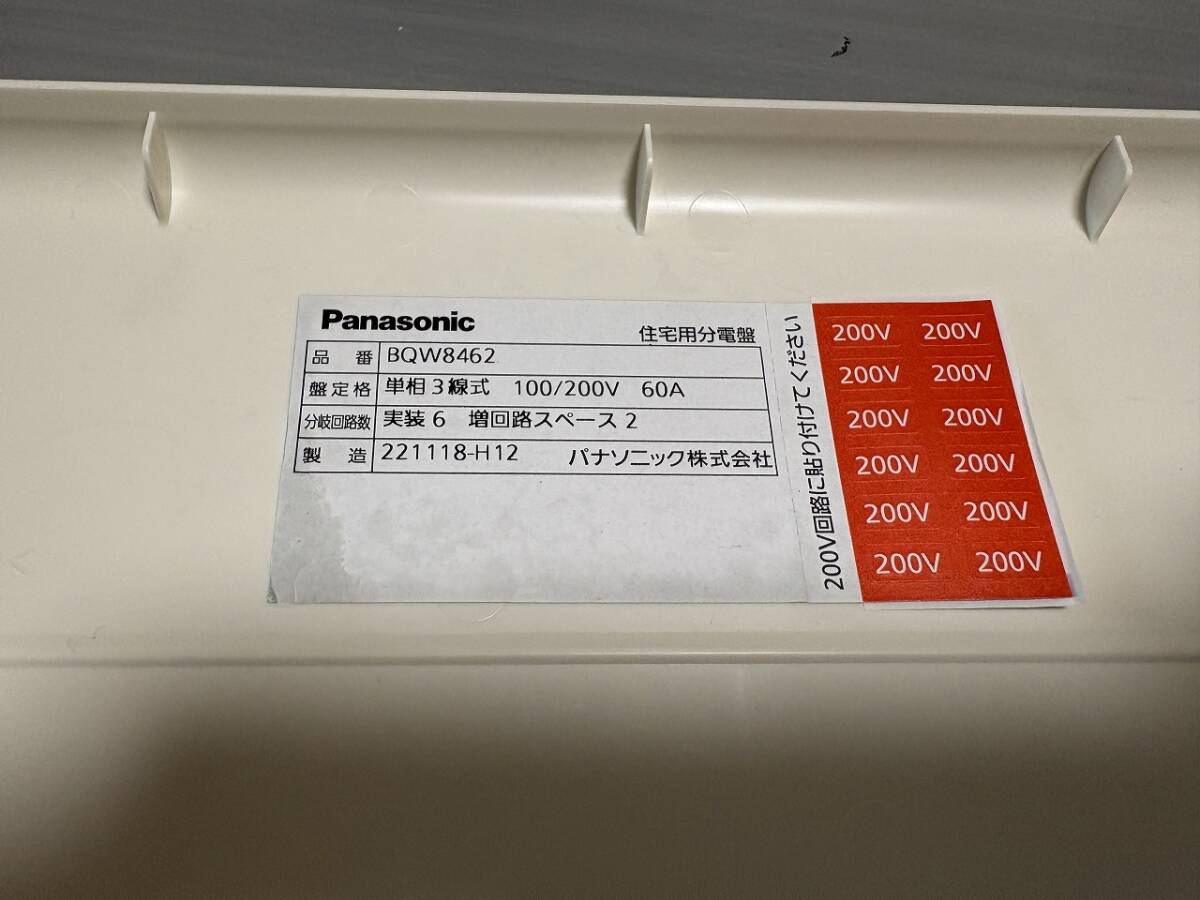 Panasonic
住宅用分電盤
品 番 BQW8462
盤定格 単相3線式 100/200V 60A
分岐回路数 実装6 増回路スペース2
製 造 221118-H12 パナソニック株式会社
200V回路に貼り付けてください
200V 200V
200V 200V
200V 200V
200V 200V
200V 200V
200V 200V